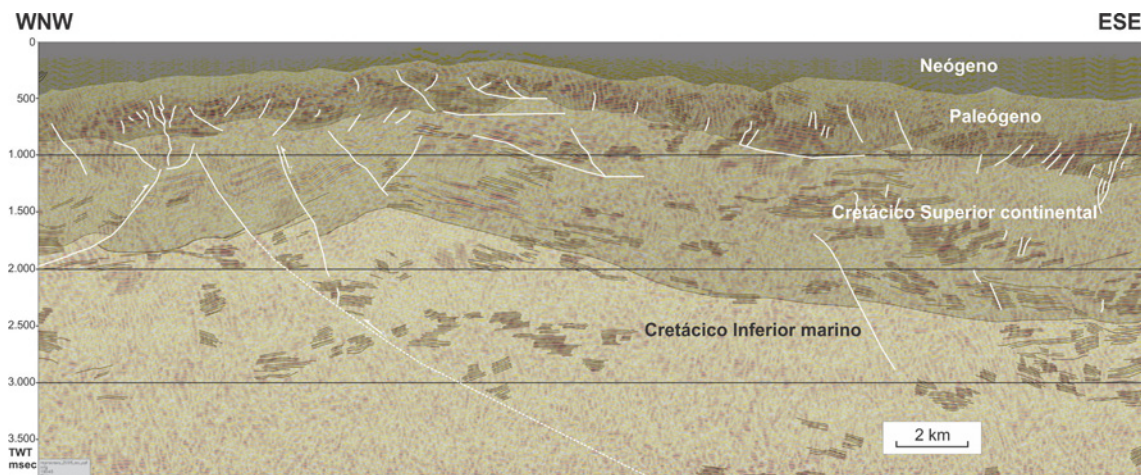 WNW
ESE
0
Neógeno
500
Paleógeno
1.000
1.500
Cretácico Superior continental
2.000
2.500
Cretácico Inferior marino
3.000
3.500
2 km
TWT
msec